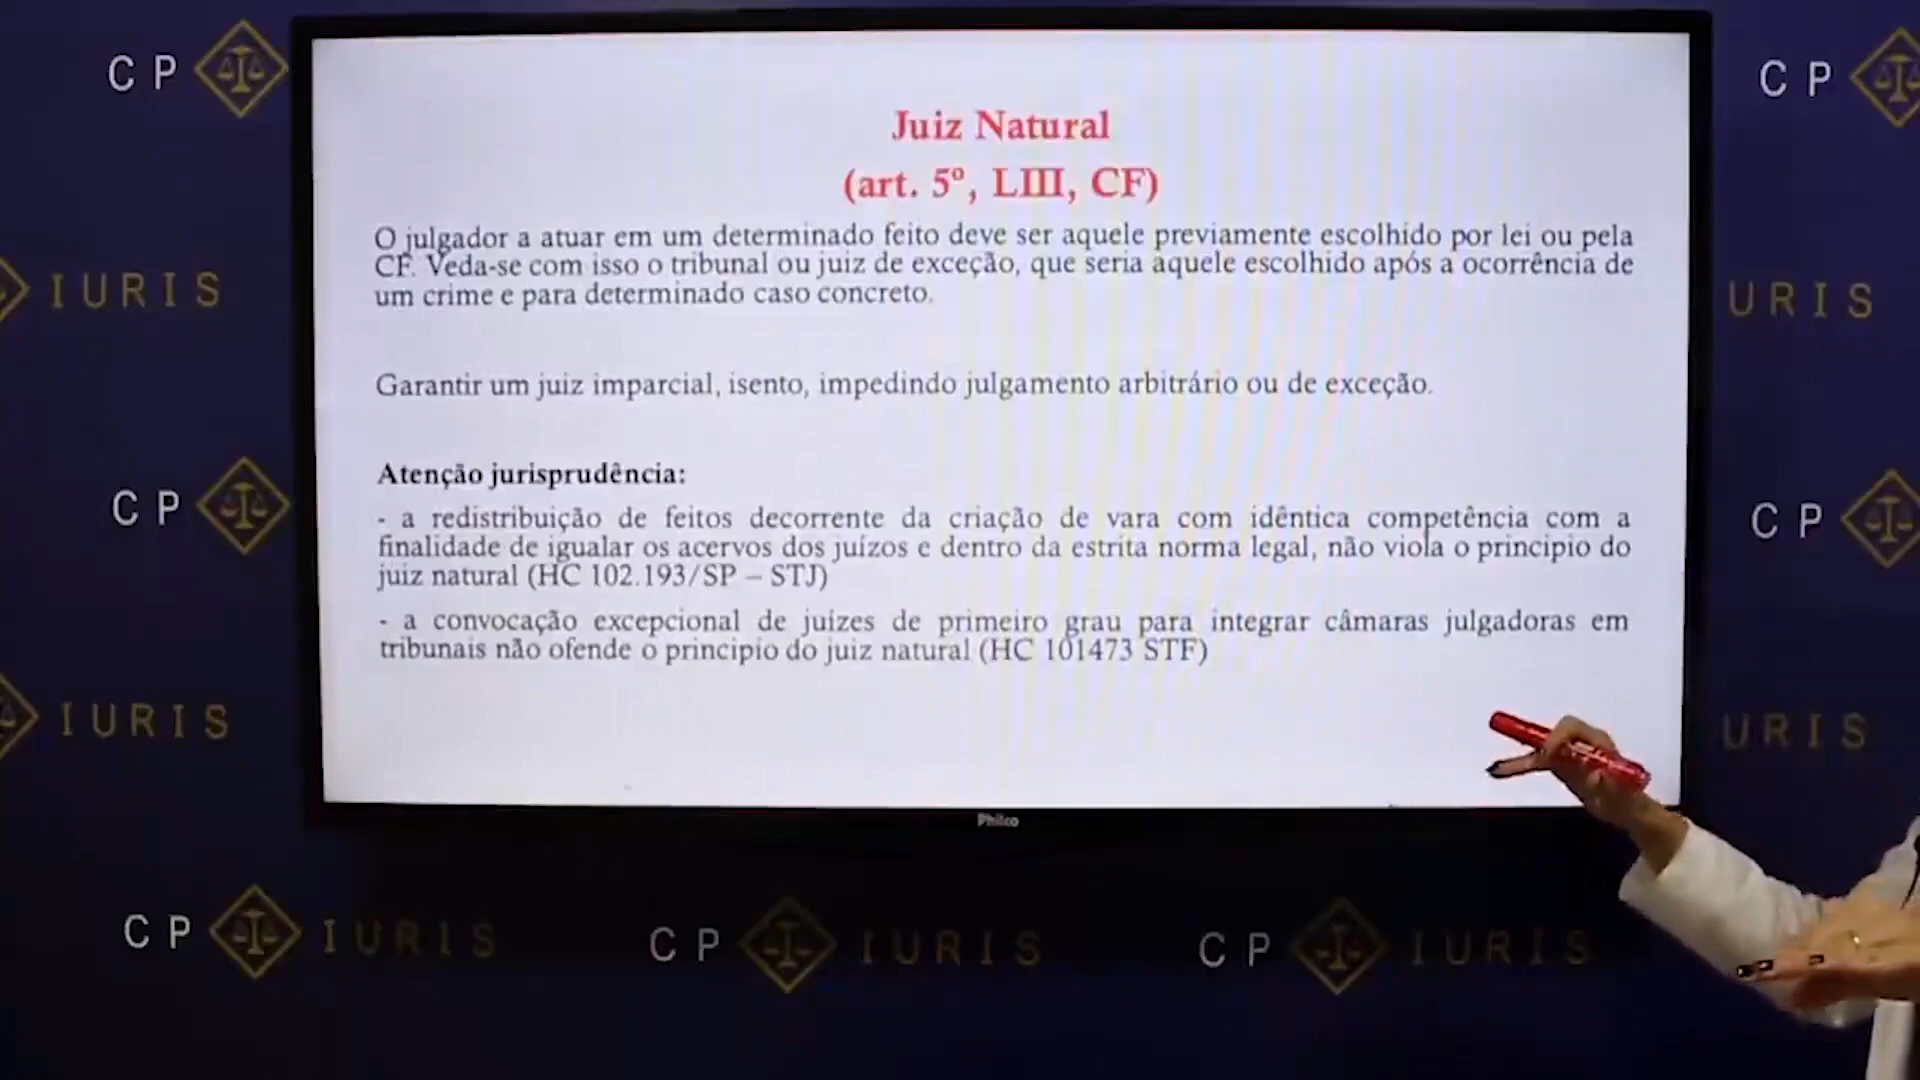 Juiz Natural
(art. 5º, LIII, CF)
O julgador a atuar em um determinado feito deve ser aquele previamente escolhido por lei ou pela
CF. Veda-se com isso o tribunal ou juiz de exceção, que seria aquele escolhido após a ocorrência de
um crime e para determinado caso concreto.
Garantir um juiz imparcial, isento, impedindo julgamento arbitrário ou de exceção.
Atenção jurisprudência:
- a redistribuição de feitos decorrente da criação de vara com idêntica competência com a
finalidade de igualar os acervos dos juízos e dentro da estrita norma legal, não viola o principio do
juiz natural (HC 102.193/SP – STJ)
- a convocação excepcional de juízes de primeiro grau para integrar câmaras julgadoras em
tribunais não ofende o principio do juiz natural (HC 101473 STF)
Philco
CP
CP
IURIS
URIS
CP
CP
IURIS
URIS
CP IURIS
CP IURIS
CP IURIS